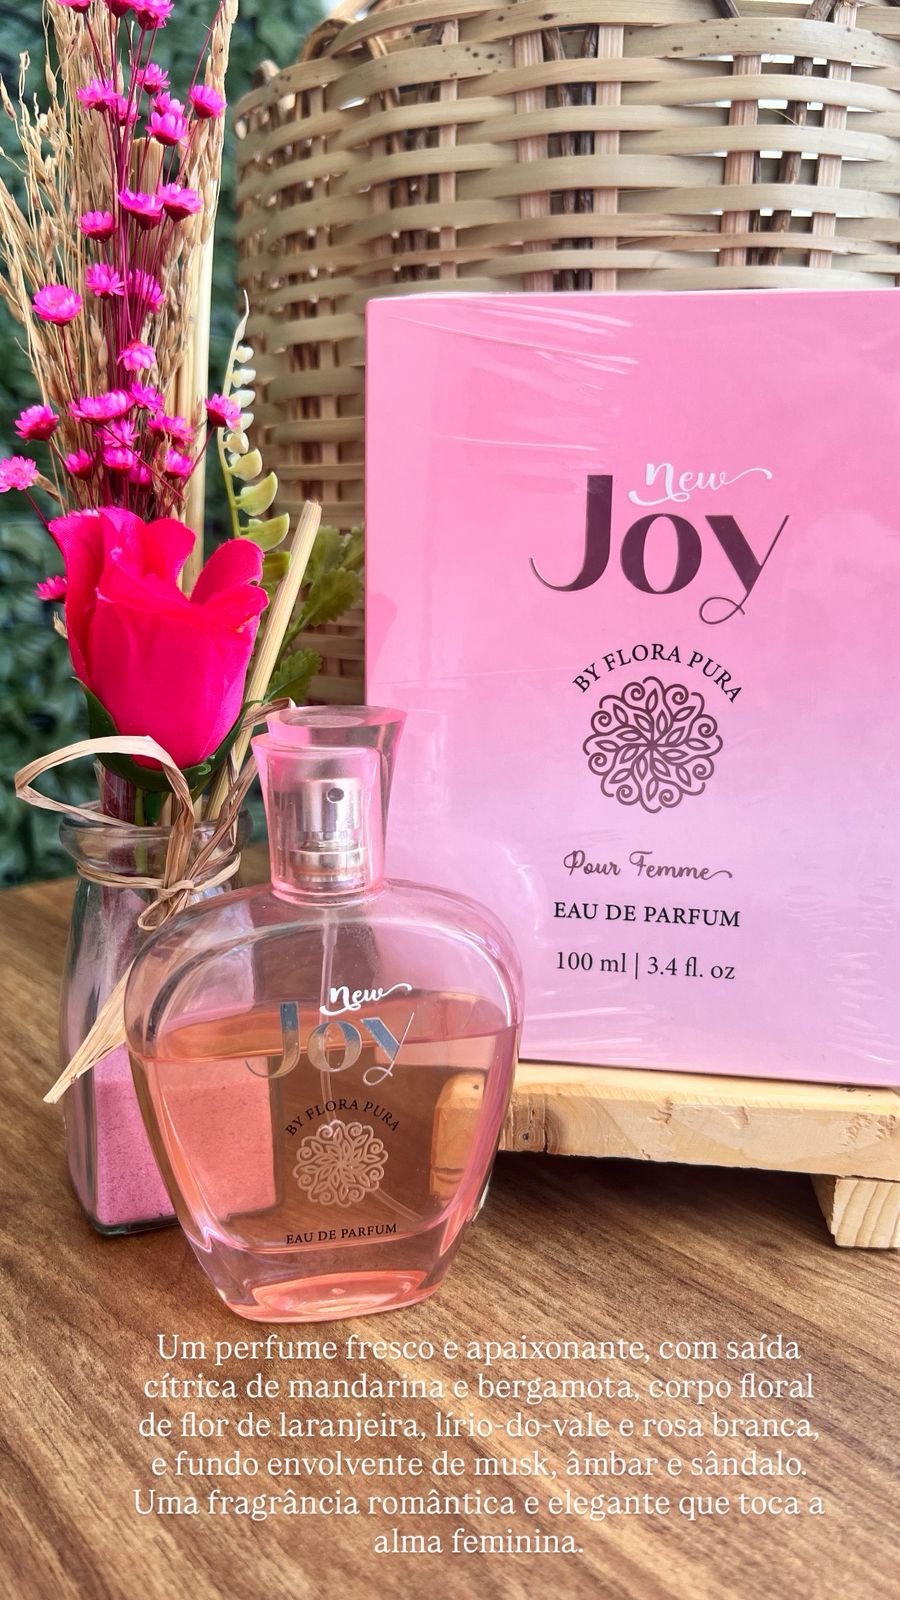 new
Joy
BY FLORA PURA
Pour Femme
EAU DE PARFUM
100 ml | 3.4 fl. oz
new
Joy
BY FLORA PURA
EAU DE PARFUM
Um perfume fresco e apaixonante, com saída
cítrica de mandarina e bergamota, corpo floral
de flor de laranjeira, lírio-do-vale e rosa branca,
e fundo envolvente de musk, âmbar e sândalo.
Uma fragrância romântica e elegante que toca a
alma feminina.